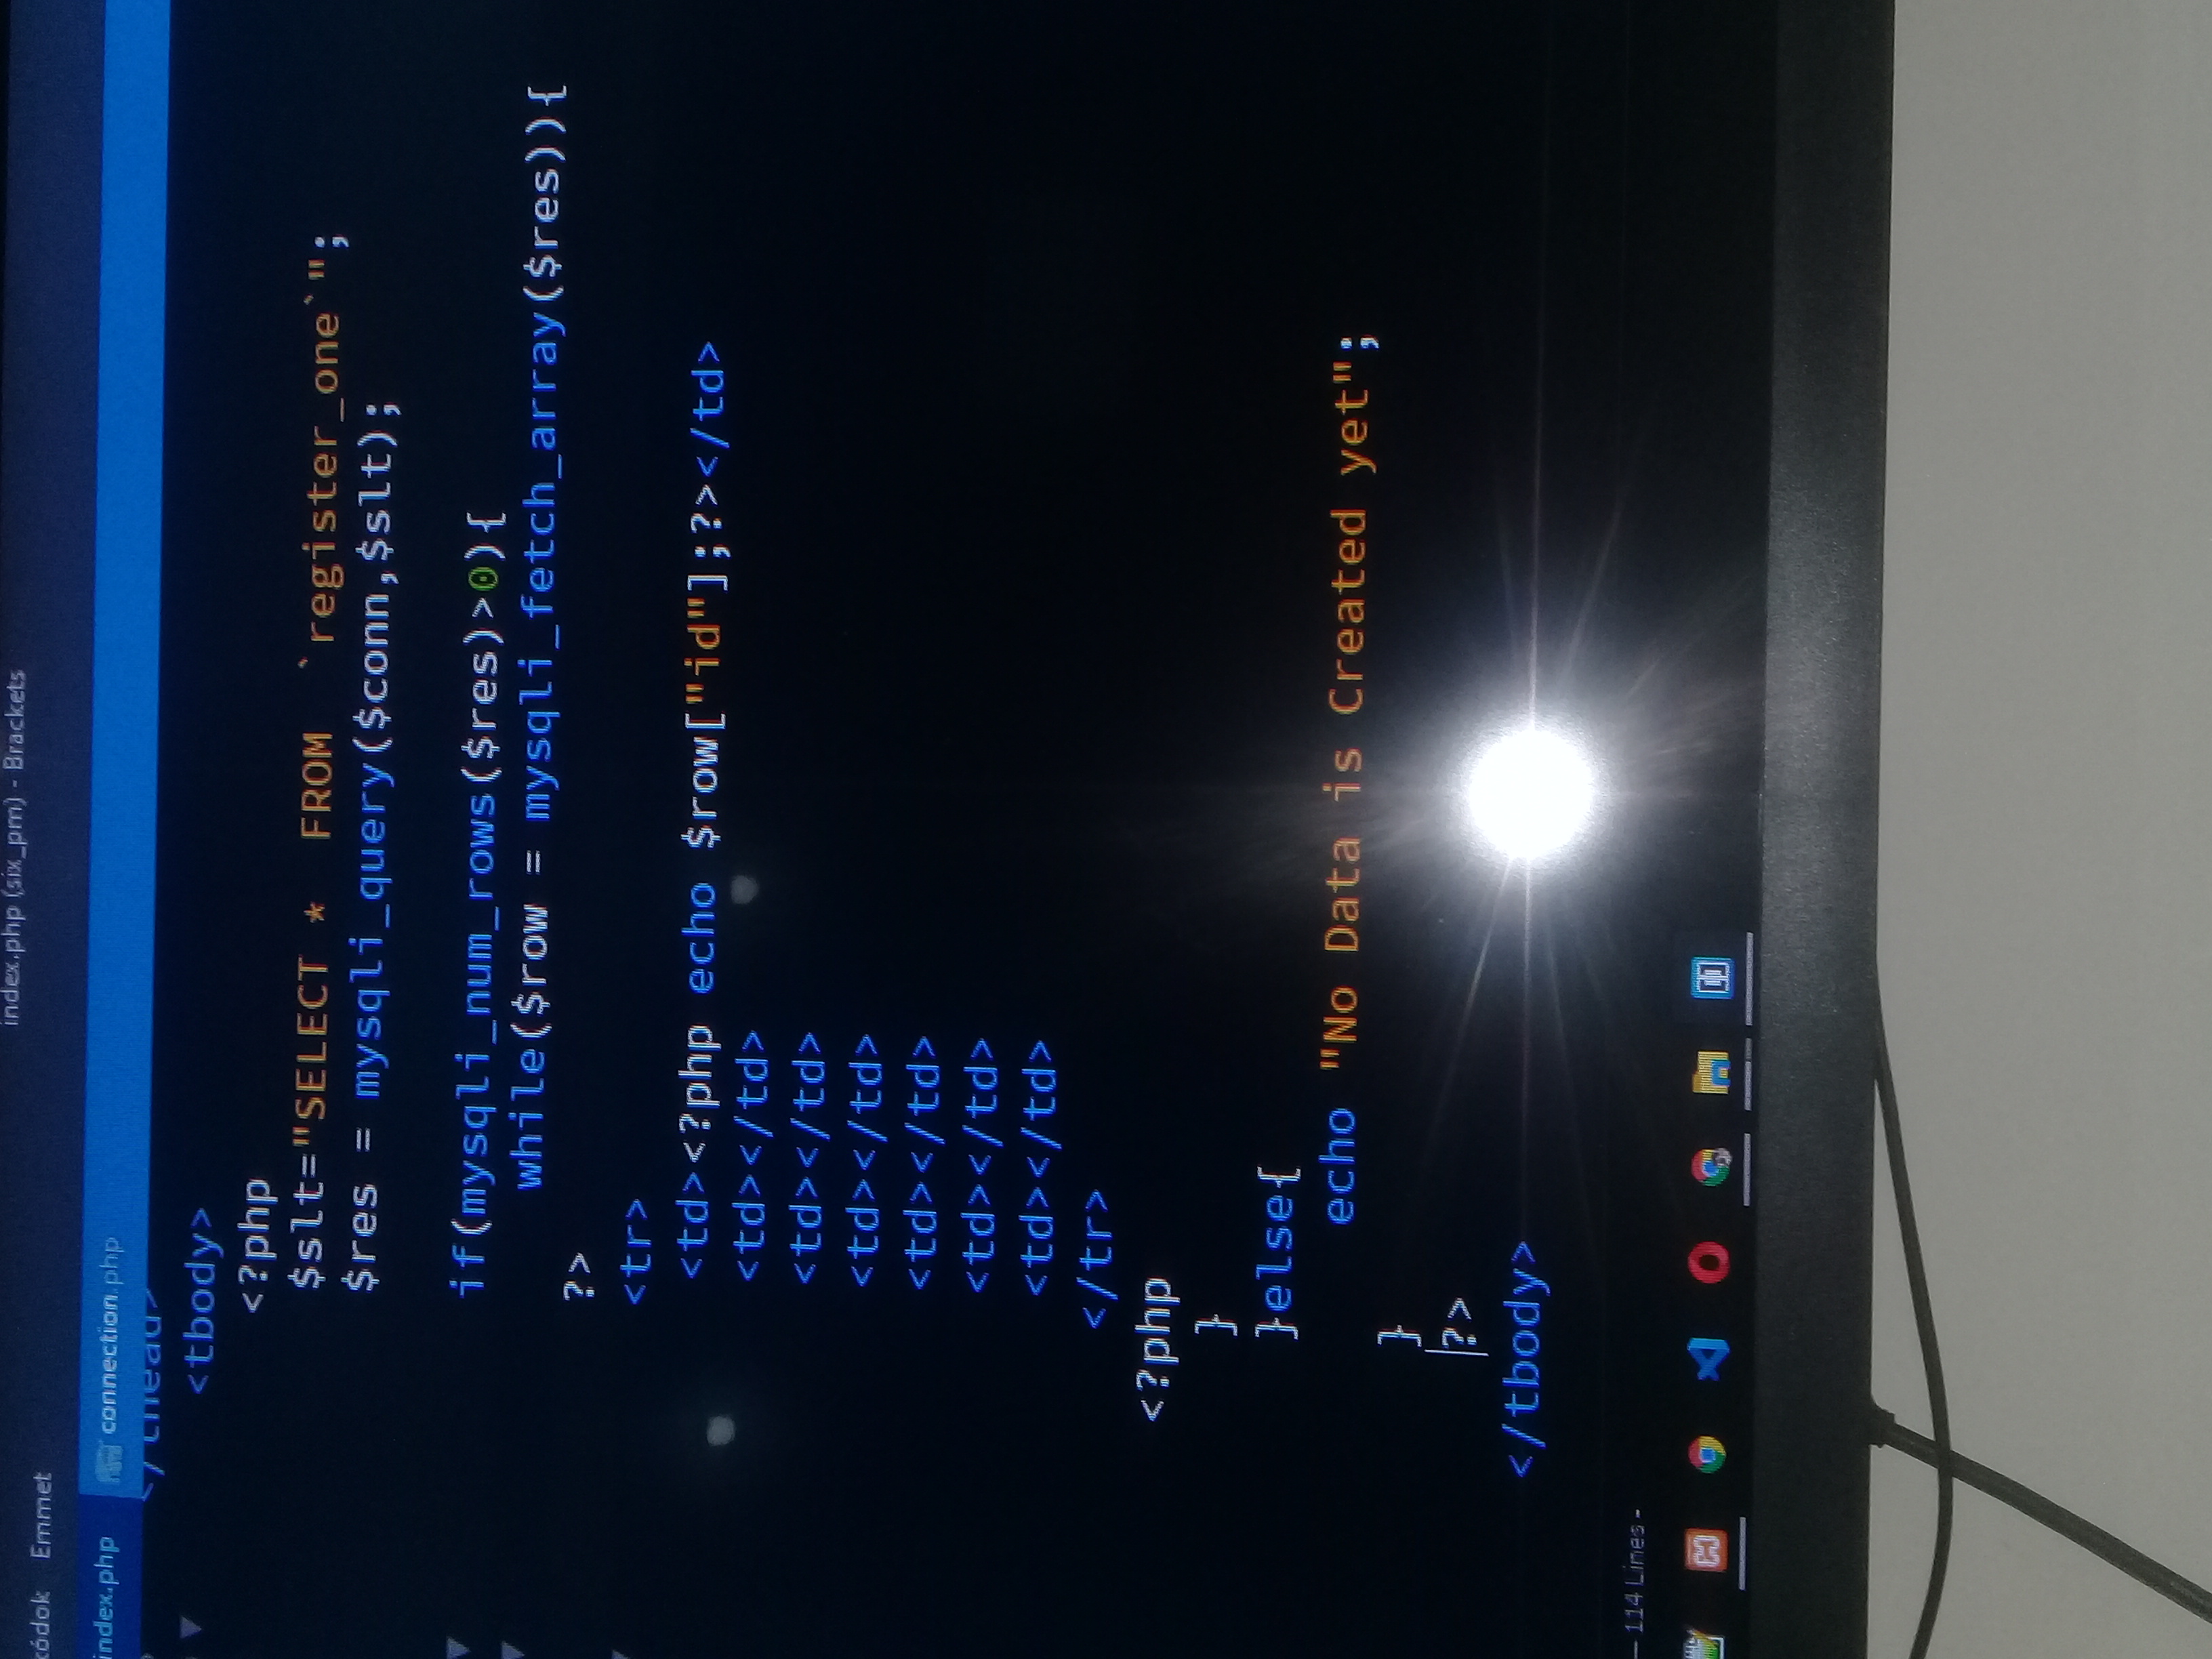 index.php (six_pm) - Brackets
kódok Emmet
index.php connection.php
</thead>
<tbody>
<?php
$slt="SELECT *  FROM  `register_one`";
$res = mysqli_query($conn,$slt);
if(mysqli_num_rows($res)>0){
while($row = mysqli_fetch_array($res)){
?>
<tr>
<td><?php echo $row["id"];?></td>
<td></td>
<td></td>
<td></td>
<td></td>
<td></td>
<td></td>
</tr>
<?php
}
}else{
echo "No Data is Created yet";
}
?>
</tbody>
— 114 Lines -